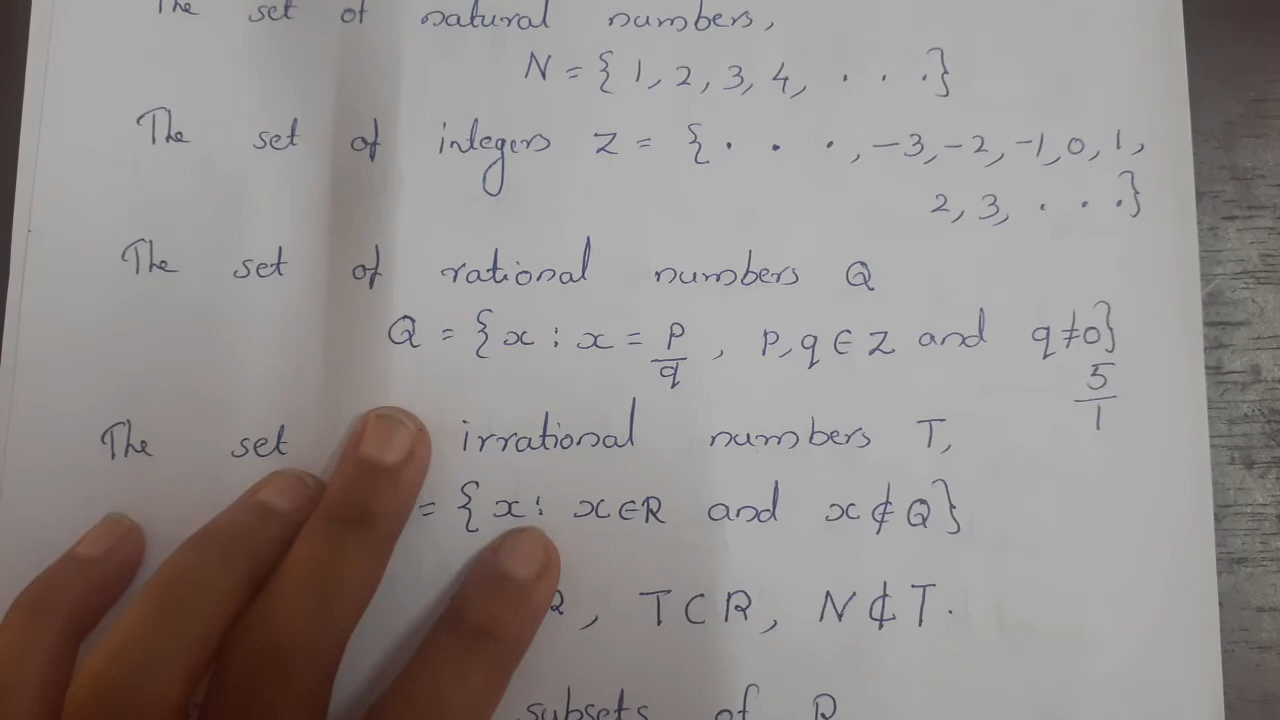 The set of natural numbers,
N = { 1, 2, 3, 4, . . . }
The set of integers Z = { . . . , -3, -2, -1, 0, 1,
2, 3, . . . }
The set of rational numbers Q
Q = { x : x = p/q , p, q ∈ Z and q ≠ 0 }
5/1
The set irrational numbers T,
= { x : x ∈ R and x ∉ Q }
, T ⊂ R, N ⊄ T.
subsets of R